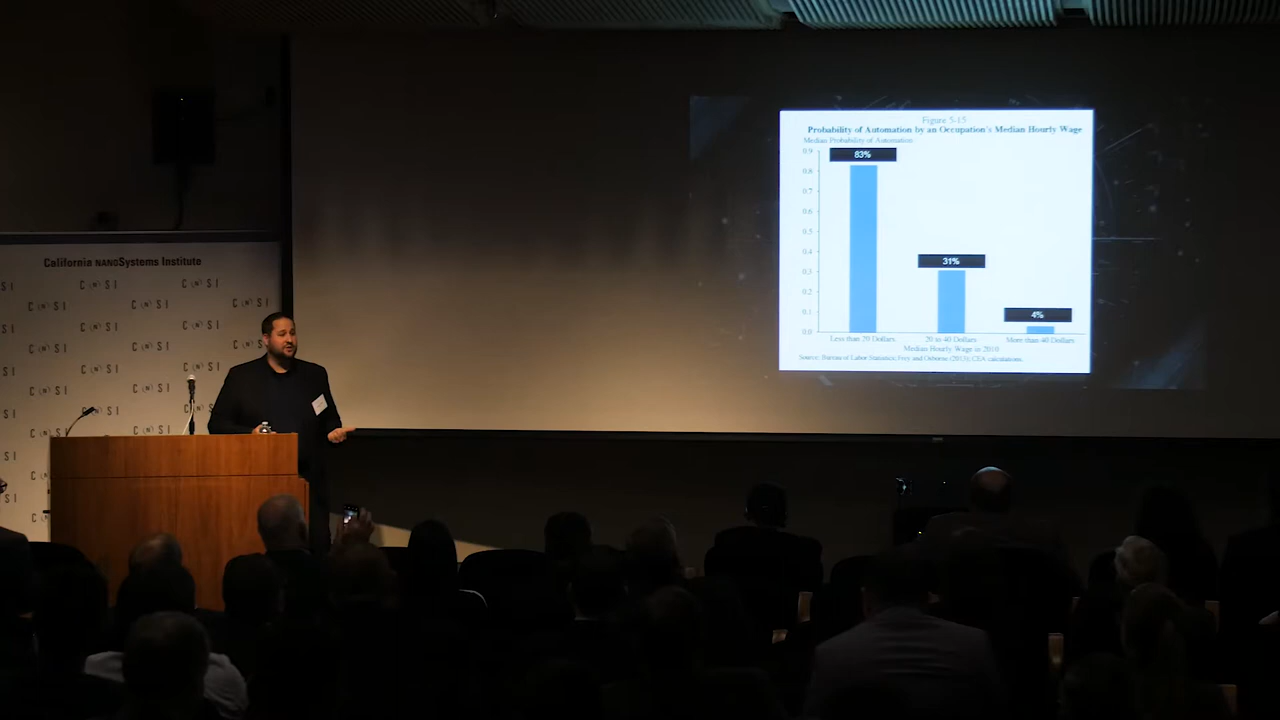 California NANOSystems Institute
C(N)SI
Figure 5-15
Probability of Automation by an Occupation's Median Hourly Wage
Median Probability of Automation
0.9
0.8
0.7
0.6
0.5
0.4
0.3
0.2
0.1
0.0
83%
31%
4%
Less than 20 Dollars
20 to 40 Dollars
More than 40 Dollars
Median Hourly Wage in 2010
Source: Bureau of Labor Statistics; Frey and Osborne (2013); CEA calculations.